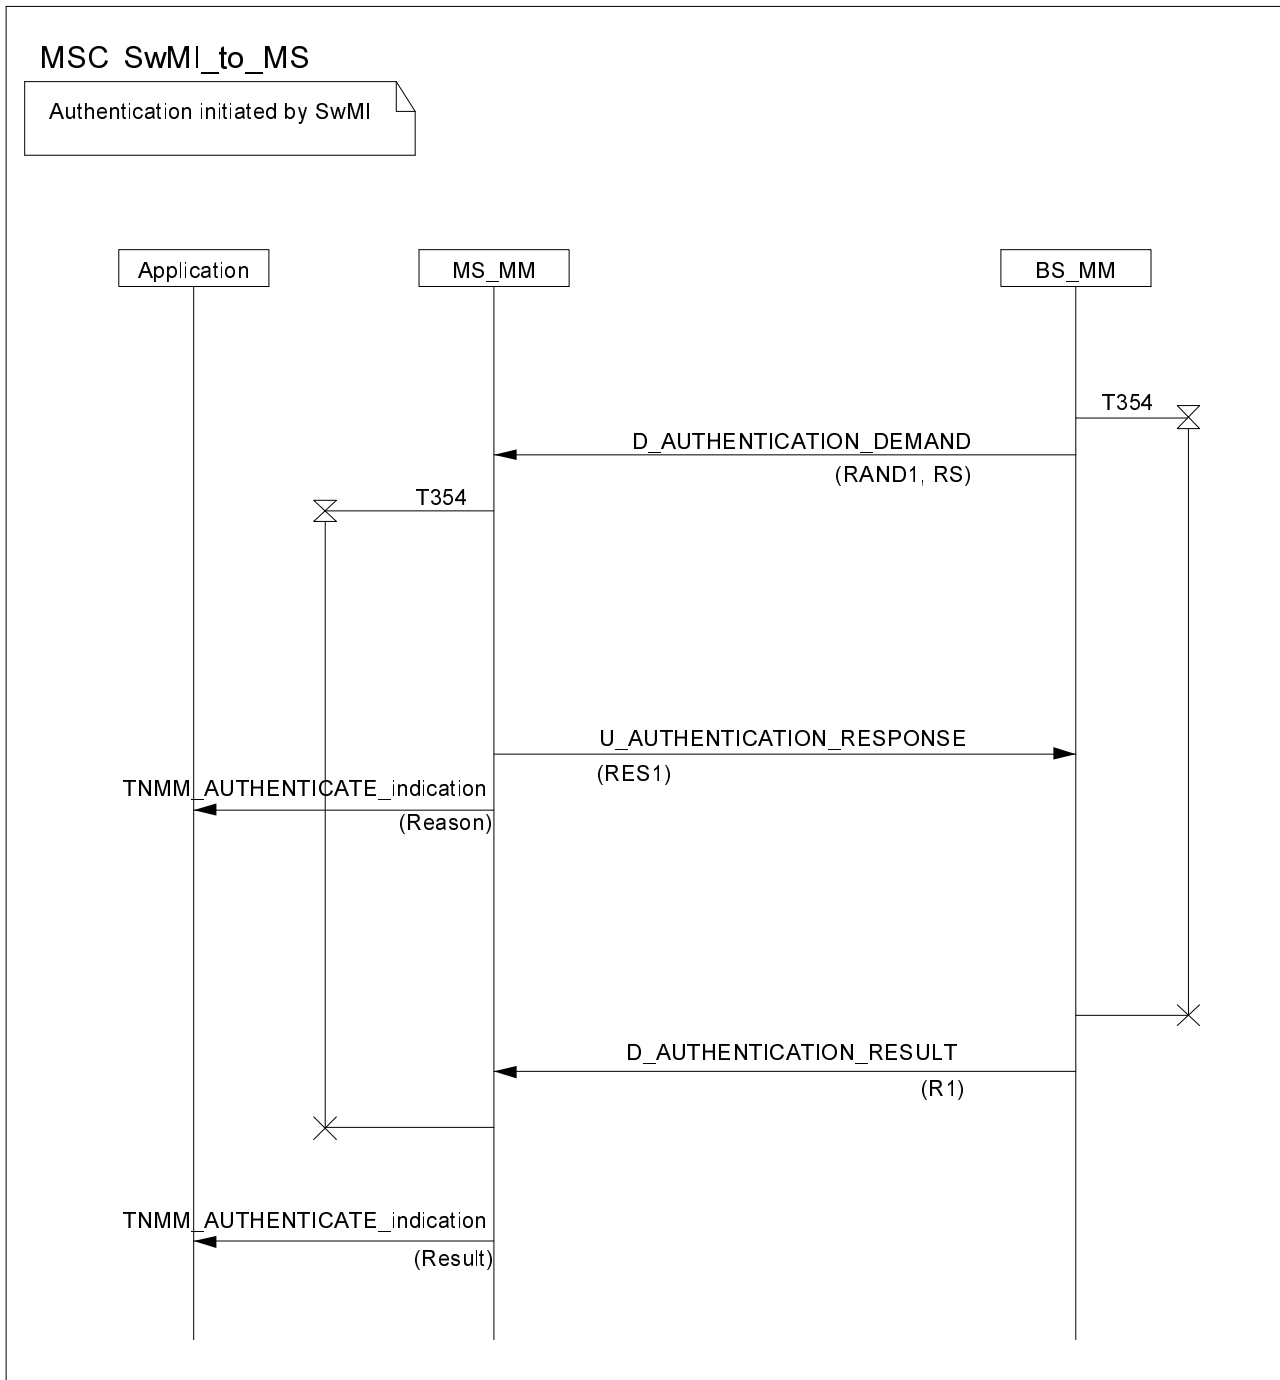 MSC SwMI_to_MS
Authentication initiated by SwMI
Application
MS_MM
BS_MM
T354
D_AUTHENTICATION_DEMAND
(RAND1, RS)
T354
U_AUTHENTICATION_RESPONSE
(RES1)
TNMM_AUTHENTICATE_indication
(Reason)
D_AUTHENTICATION_RESULT
(R1)
TNMM_AUTHENTICATE_indication
(Result)